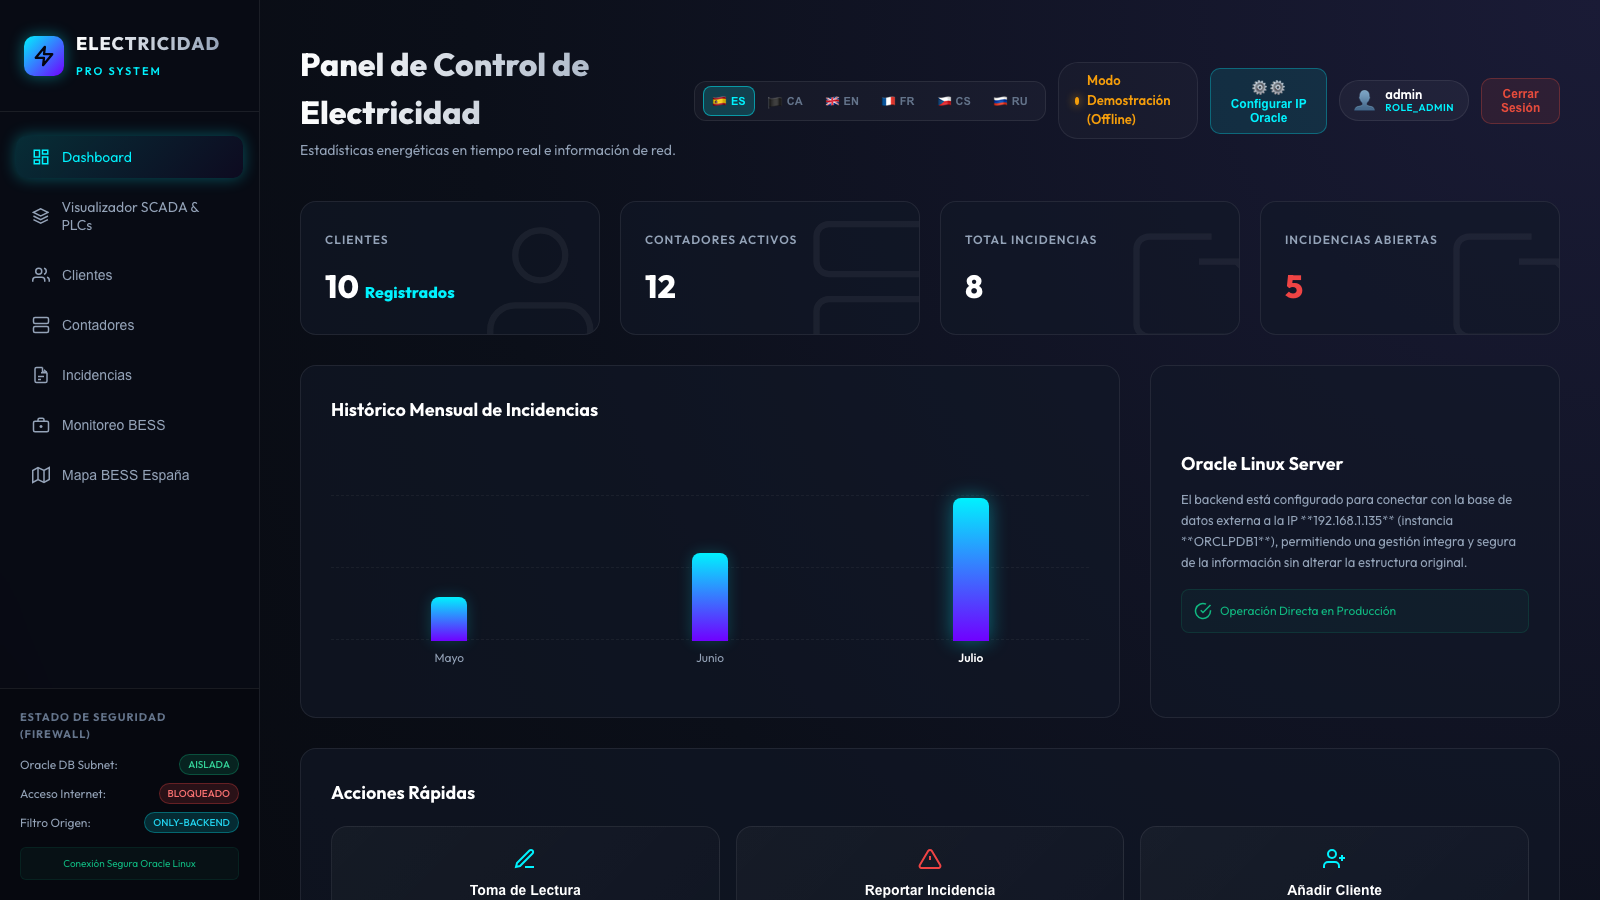 ELECTRICIDAD
PRO SYSTEM
Dashboard
Visualizador SCADA &
PLCs
Clientes
Contadores
Incidencias
Monitoreo BESS
Mapa BESS España
ESTADO DE SEGURIDAD
(FIREWALL)
Oracle DB Subnet: AISLADA
Acceso Internet: BLOQUEADO
Filtro Origen: ONLY-BACKEND
Conexión Segura Oracle Linux
Panel de Control de
Electricidad
Estadísticas energéticas en tiempo real e información de red.
ES CA EN FR CS RU
Modo
Demostración
(Offline)
Configurar IP
Oracle
admin
ROLE_ADMIN
Cerrar
Sesión
CLIENTES
10 Registrados
CONTADORES ACTIVOS
12
TOTAL INCIDENCIAS
8
INCIDENCIAS ABIERTAS
5
Histórico Mensual de Incidencias
Mayo Junio Julio
Oracle Linux Server
El backend está configurado para conectar con la base de
datos externa a la IP **192.168.1.135** (instancia
**ORCLPDB1**), permitiendo una gestión íntegra y segura
de la información sin alterar la estructura original.
Operación Directa en Producción
Acciones Rápidas
Toma de Lectura
Reportar Incidencia
Añadir Cliente